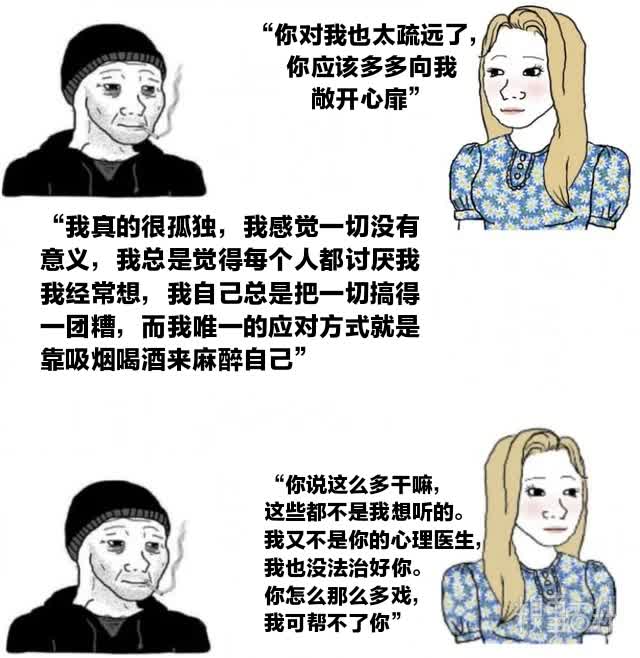 “你对我也太疏远了，
你应该多多向我
敞开心扉”
“我真的很孤独，我感觉一切没有
意义，我总是觉得每个人都讨厌我
我经常想，我自己总是把一切搞得
一团糟，而我唯一的应对方式就是
靠吸烟喝酒来麻醉自己”
“你说这么多干嘛，
这些都不是我想听的。
我又不是你的心理医生，
我也没法治好你。
你怎么那么多戏，
我可帮不了你”